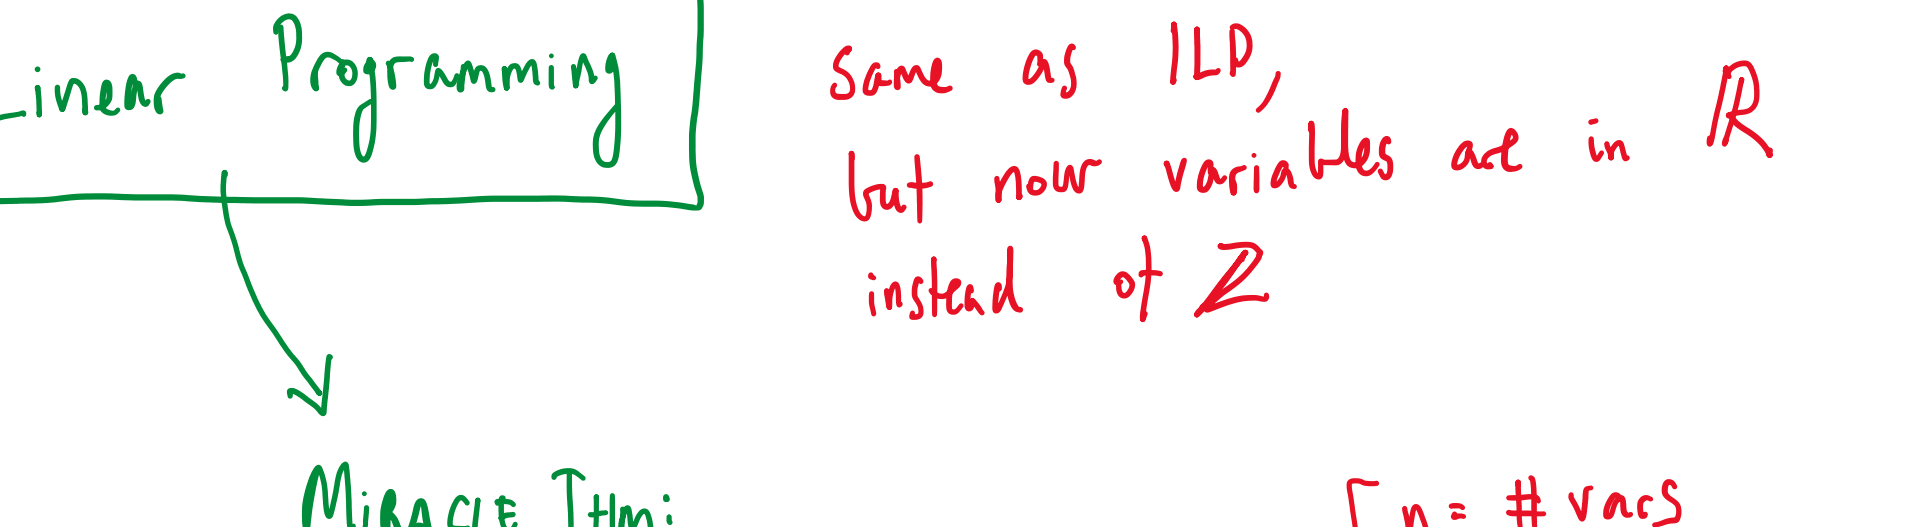 Linear Programming
Same as ILP,
but now variables are in ℝ
instead of ℤ
MIRACLE THM:
[ n = # vars